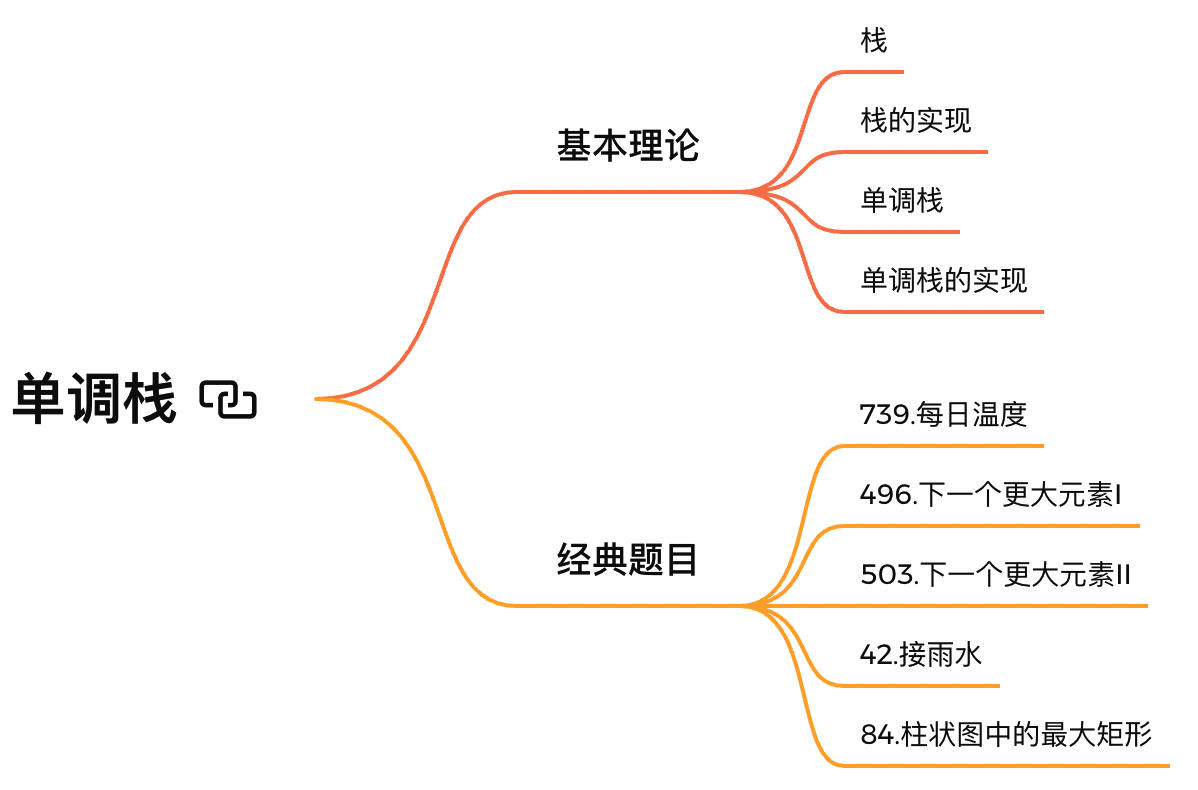 单调栈
基本理论
栈
栈的实现
单调栈
单调栈的实现
经典题目
739.每日温度
496.下一个更大元素I
503.下一个更大元素II
42.接雨水
84.柱状图中的最大矩形